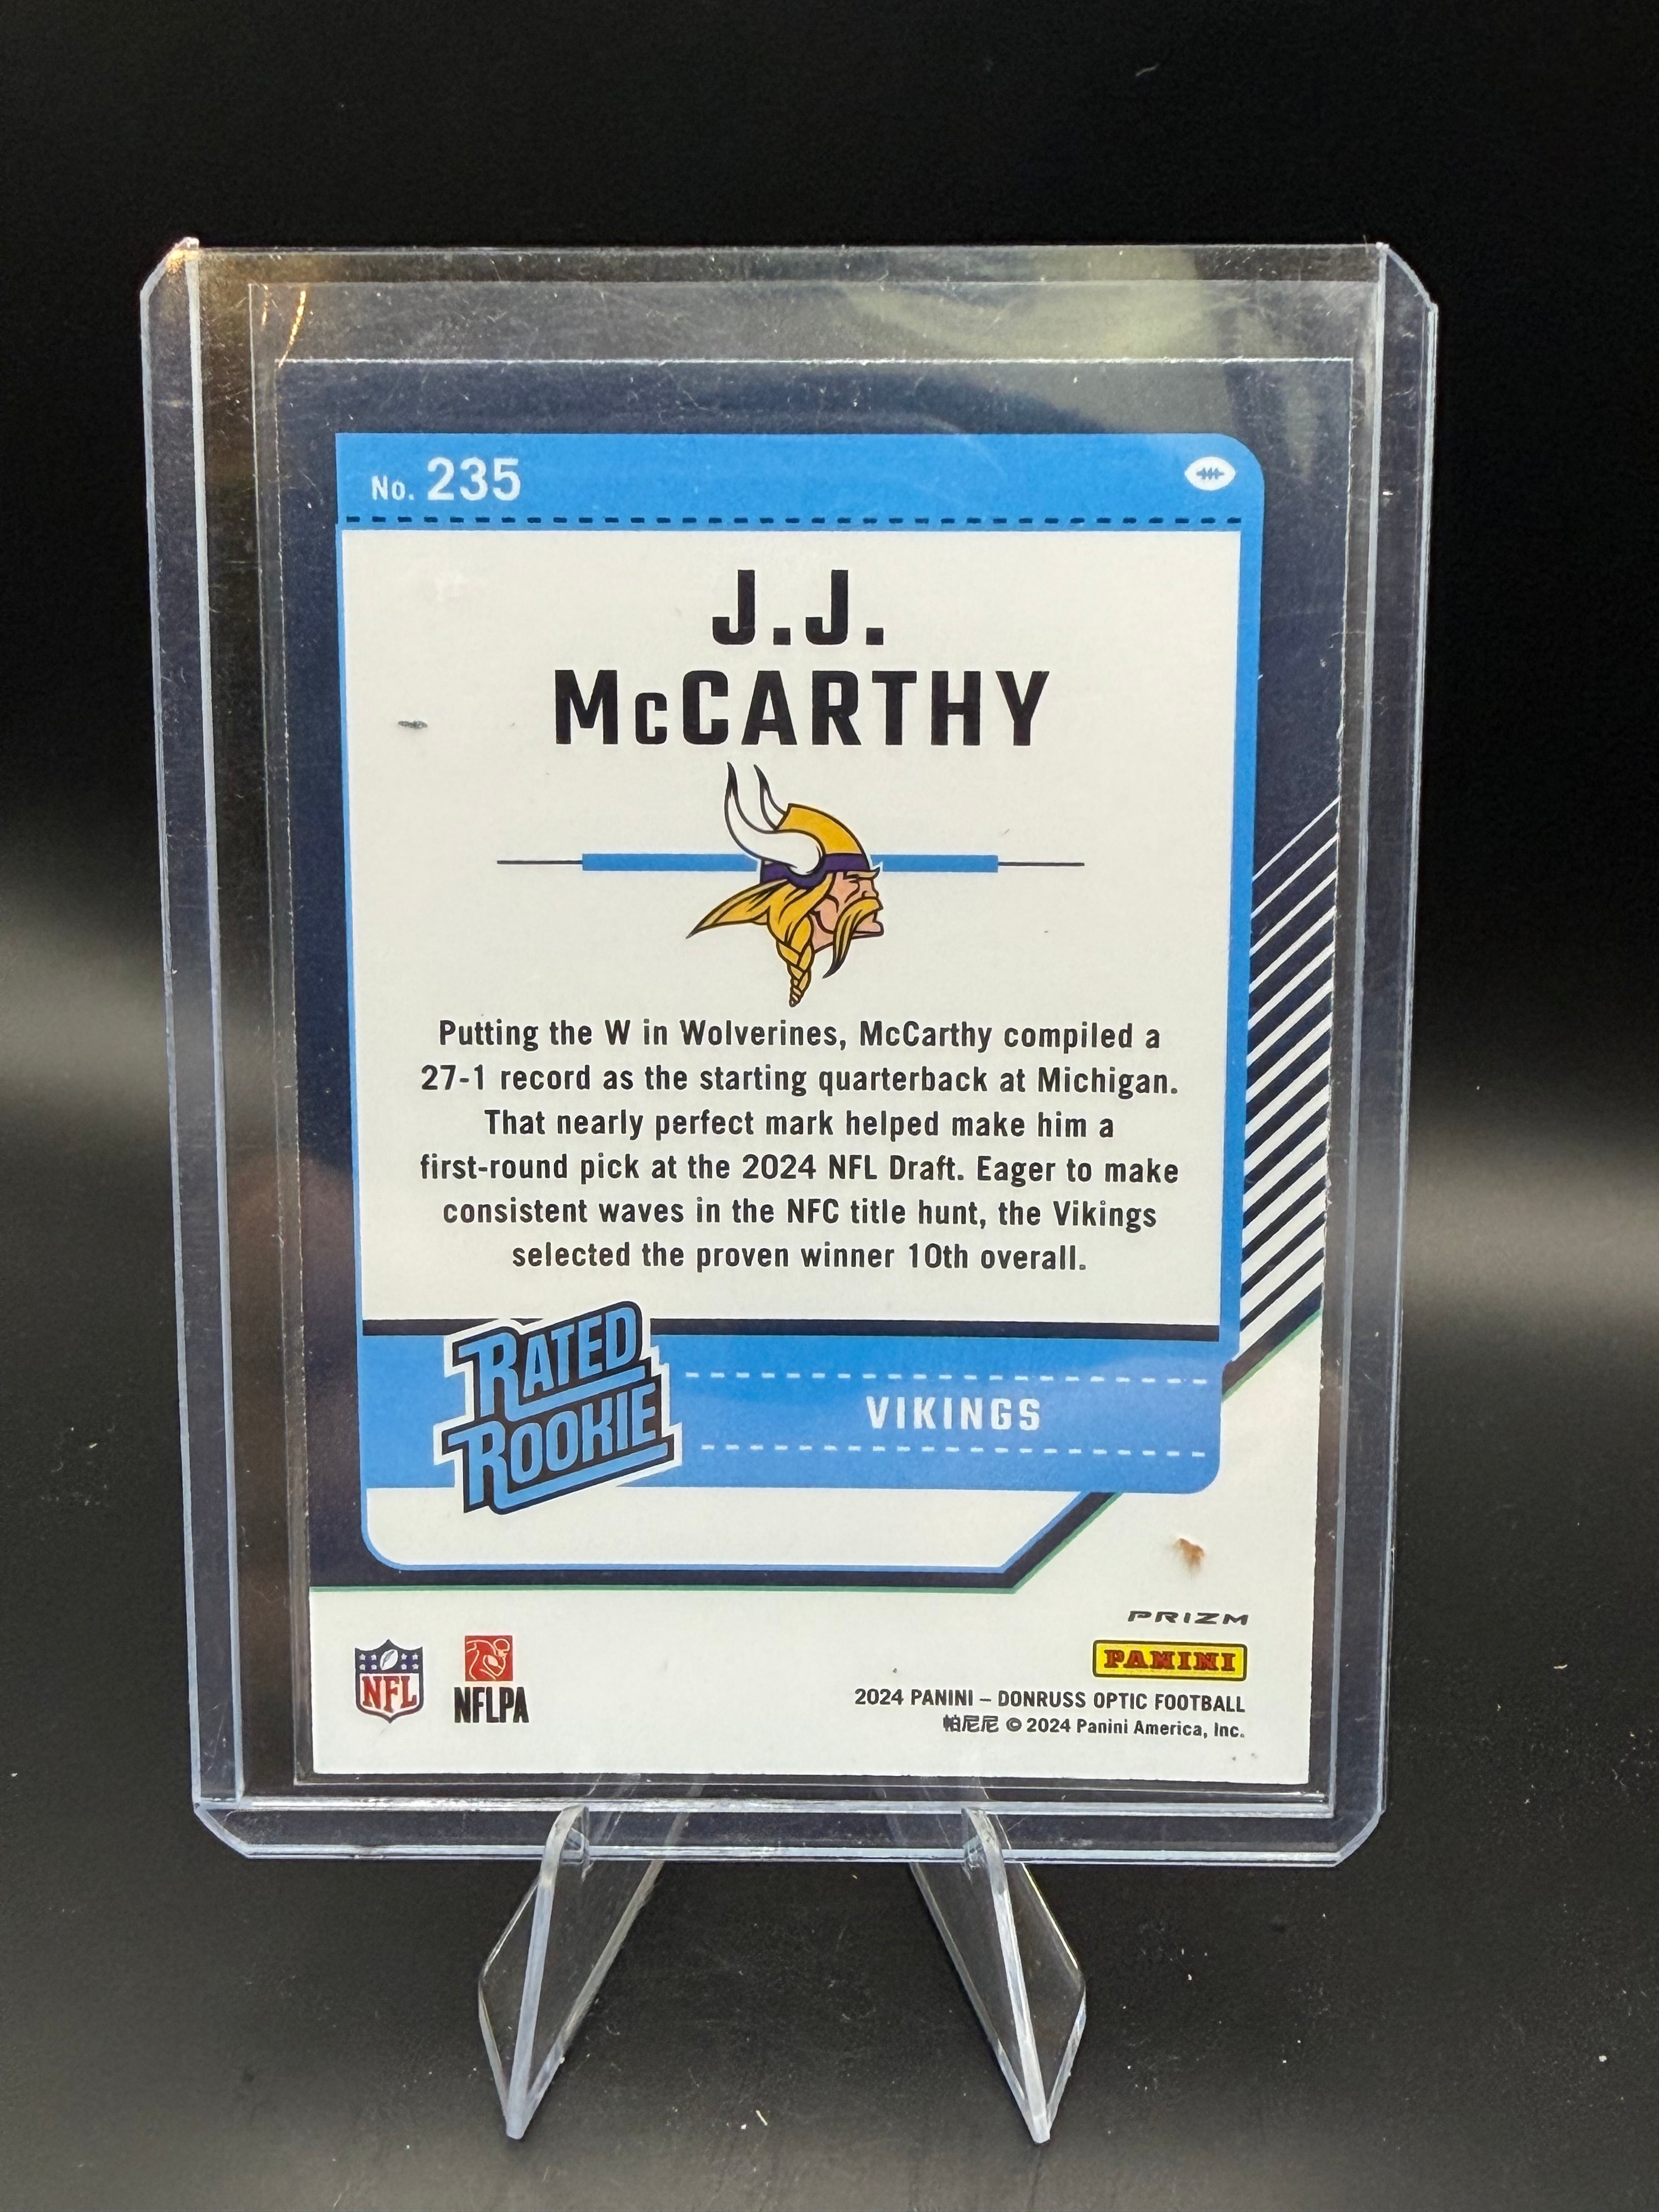 No. 235
J.J.
McCARTHY
Putting the W in Wolverines, McCarthy compiled a
27-1 record as the starting quarterback at Michigan.
That nearly perfect mark helped make him a
first-round pick at the 2024 NFL Draft. Eager to make
consistent waves in the NFC title hunt, the Vikings
selected the proven winner 10th overall.
RATED
ROOKIE
VIKINGS
PRIZM
PANINI
NFL
NFLPA
2024 PANINI – DONRUSS OPTIC FOOTBALL
帕尼尼 © 2024 Panini America, Inc.